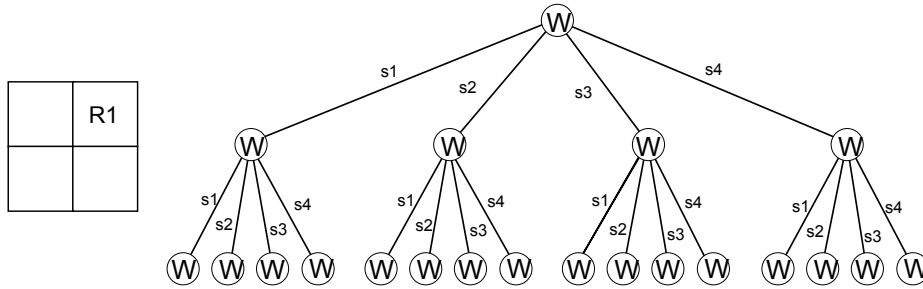 W
s1
s2
s3
s4
R1
W W W W
s1 s2 s3 s4 s1 s2 s3 s4 s1 s2 s3 s4 s1 s2 s3 s4
W W W W W W W W W W W W W W W W